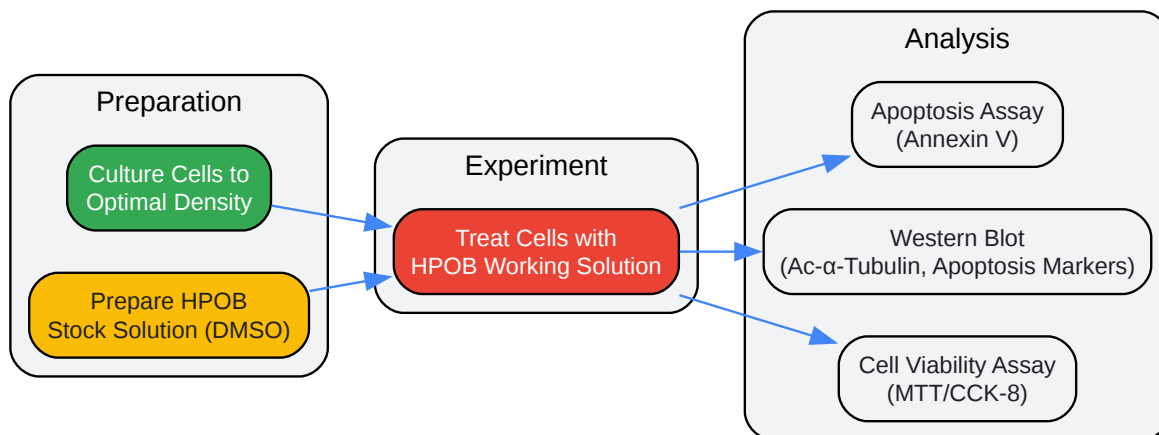 Preparation
Culture Cells to
Optimal Density
Prepare HPOB
Stock Solution (DMSO)
Experiment
Treat Cells with
HPOB Working Solution
Analysis
Apoptosis Assay
(Annexin V)
Western Blot
(Ac-α-Tubulin, Apoptosis Markers)
Cell Viability Assay
(MTT/CCK-8)